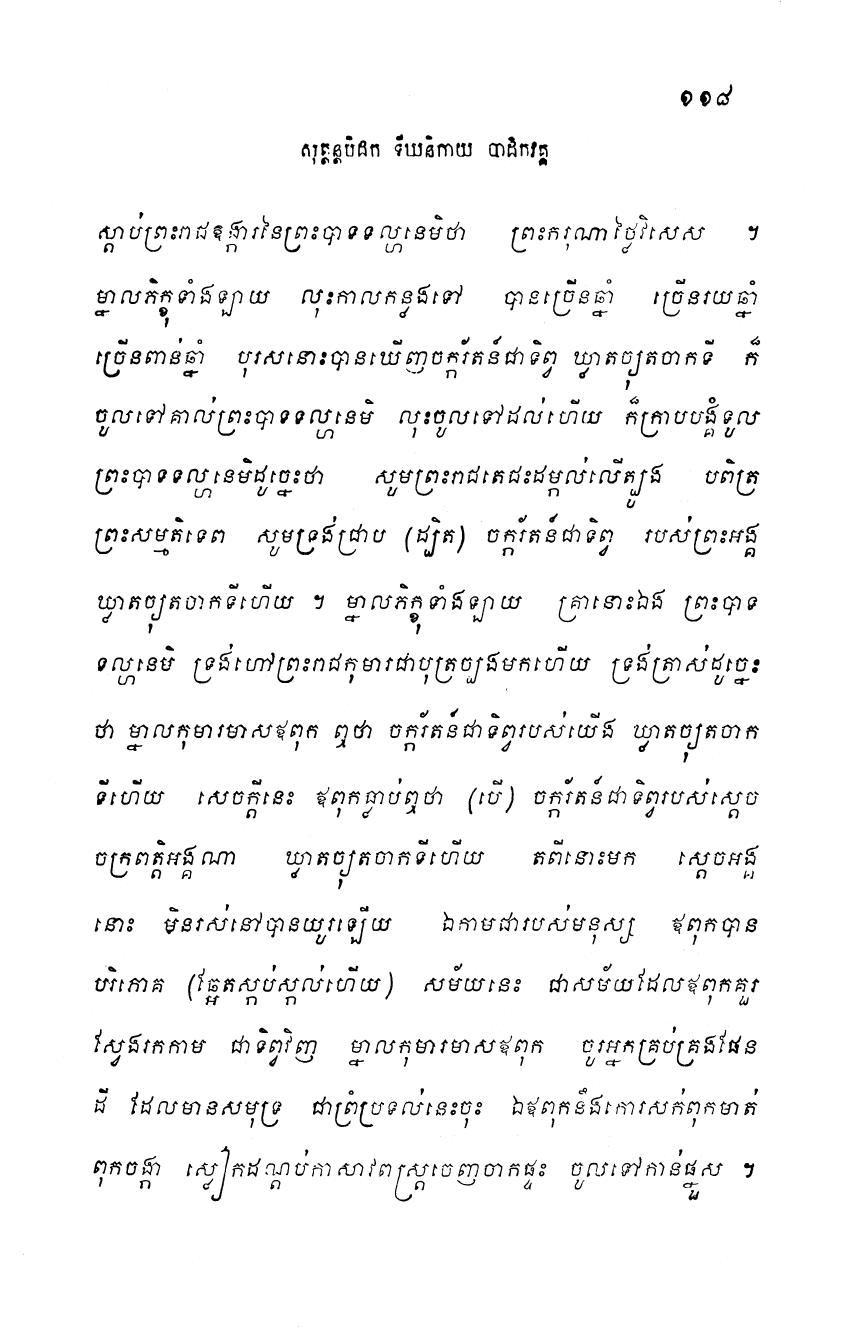 ១១៨
សុត្តន្តបិដក ទីឃនិកាយ បាដិកវគ្គ
ស្តាប់ព្រះរាជឱង្ការនៃព្រះបាទទឡ្ហនេមិថា ព្រះករុណាថ្លៃវិសេស ។
ម្នាលភិក្ខុទាំងឡាយ លុះកាលកន្លងទៅ បានច្រើនឆ្នាំ ច្រើនរយឆ្នាំ
ច្រើនពាន់ឆ្នាំ បុរសនោះបានឃើញចក្ករ័តន៍ជាទិព្វ ឃ្លាតច្យុតចាកទី ក៏
ចូលទៅគាល់ព្រះបាទទឡ្ហនេមិ លុះចូលទៅដល់ហើយ ក៏ក្រាបបង្គំទូល
ព្រះបាទទឡ្ហនេមិដូច្នេះថា សូមព្រះរាជតេជះដម្កល់លើត្បូង បពិត្រ
ព្រះសម្មតិទេព សូមទ្រង់ជ្រាប (ដ្បិត) ចក្ករ័តន៍ជាទិព្វ របស់ព្រះអង្គ
ឃ្លាតច្យុតចាកទីហើយ ។ ម្នាលភិក្ខុទាំងឡាយ គ្រានោះឯង ព្រះបាទ
ទឡ្ហនេមិ ទ្រង់ហៅព្រះរាជកុមារជាបុត្រច្បងមកហើយ ទ្រង់ត្រាស់ដូច្នេះ
ថា ម្នាលកុមារមាសឪពុក ឮថា ចក្ករ័តន៍ជាទិព្វរបស់យើង ឃ្លាតច្យុតចាក
ទីហើយ សេចក្តីនេះ ឪពុកធ្លាប់ឮថា (បើ) ចក្ករ័តន៍ជាទិព្វរបស់ស្តេច
ចក្រពត្តិអង្គណា ឃ្លាតច្យុតចាកទីហើយ តពីនោះមក ស្តេចអង្គ
នោះ មិនរស់នៅបានយូរឡើយ ឯកាមជារបស់មនុស្ស ឪពុកបាន
បរិភោគ (ឆ្អែតស្កប់ស្កល់ហើយ) សម័យនេះ ជាសម័យដែលឪពុកគួរ
ស្វែងរកកាម ជាទិព្វវិញ ម្នាលកុមារមាសឪពុក ចូរអ្នកគ្រប់គ្រងផែន
ដី ដែលមានសមុទ្រ ជាព្រំប្រទល់នេះចុះ ឯឪពុកនឹងកោរសក់ពុកមាត់
ពុកចង្កា ស្លៀកដណ្តប់កាសាវពស្ត្រចេញចាកផ្ទះ ចូលទៅកាន់ផ្នួស ។